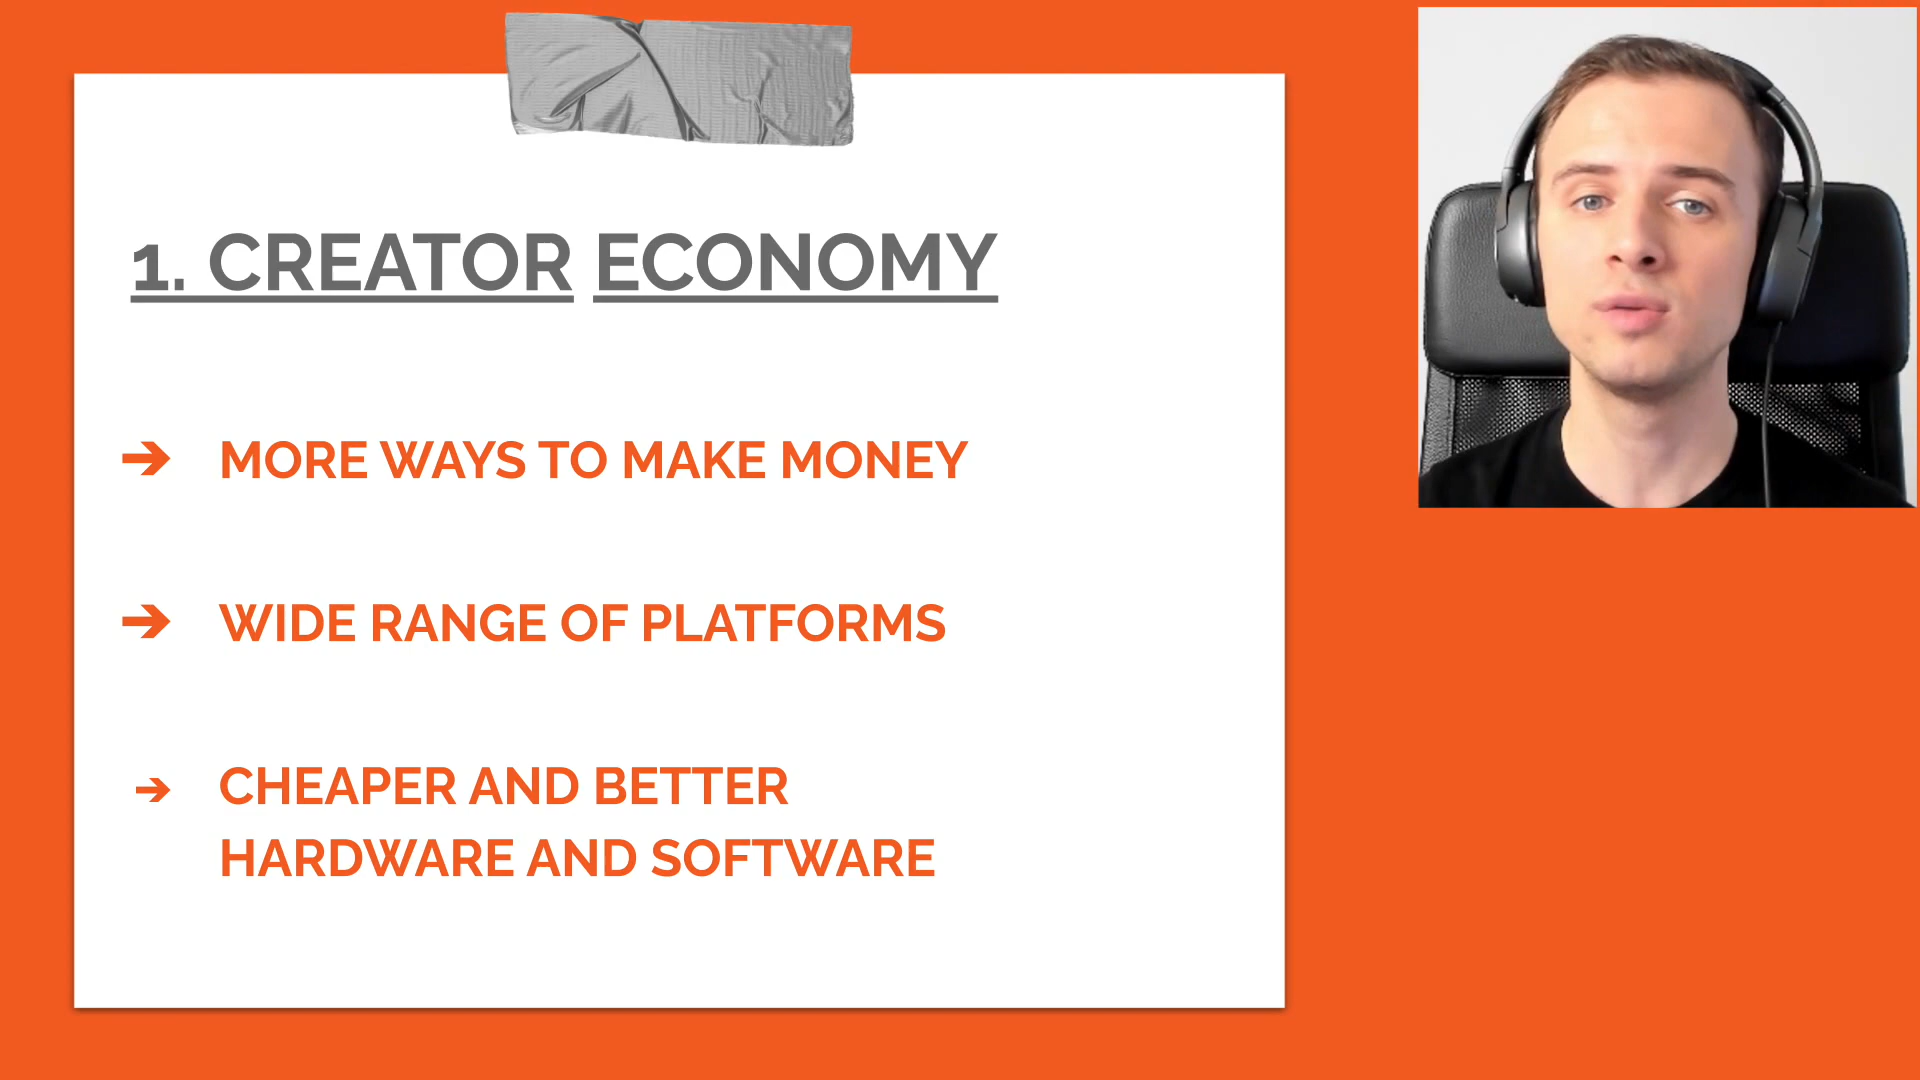 1. CREATOR ECONOMY
➔ MORE WAYS TO MAKE MONEY
➔ WIDE RANGE OF PLATFORMS
➔ CHEAPER AND BETTER
HARDWARE AND SOFTWARE